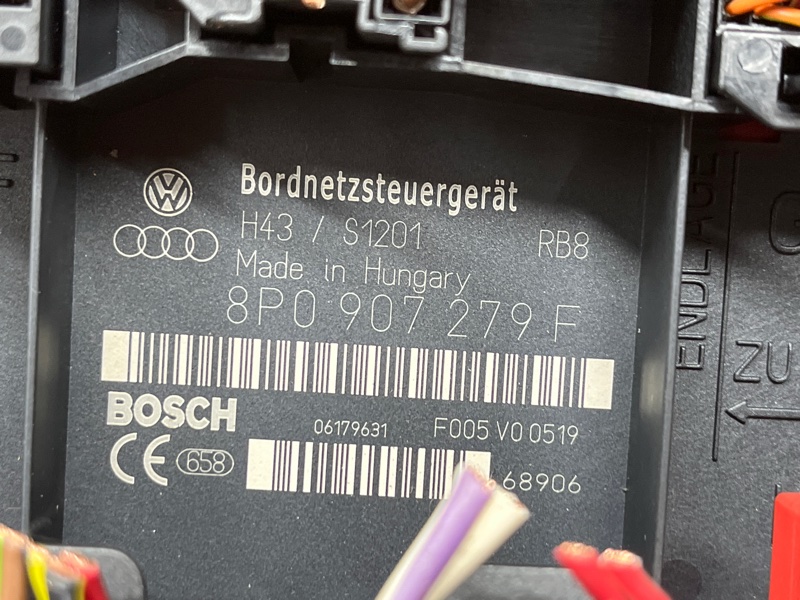 Bordnetzsteuergerät
H43 / S1201 RB8
Made in Hungary
8P0 907 279 F
BOSCH
06179631 F005 V0 0519
CE 658
68906
ENDLAGE
ZU